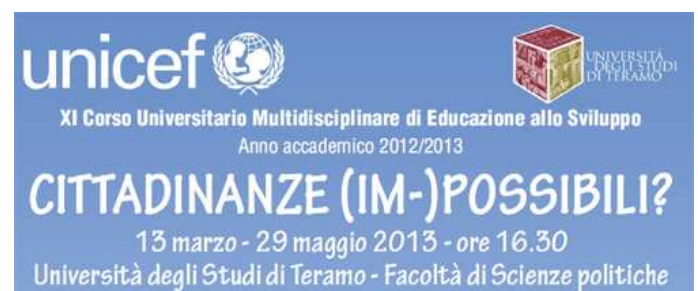 unicef
UNIVERSITÀ
DEGLI STUDI
DI TERAMO
XI Corso Universitario Multidisciplinare di Educazione allo Sviluppo
Anno accademico 2012/2013
CITTADINANZE (IM-)POSSIBILI?
13 marzo - 29 maggio 2013 - ore 16.30
Università degli Studi di Teramo - Facoltà di Scienze politiche